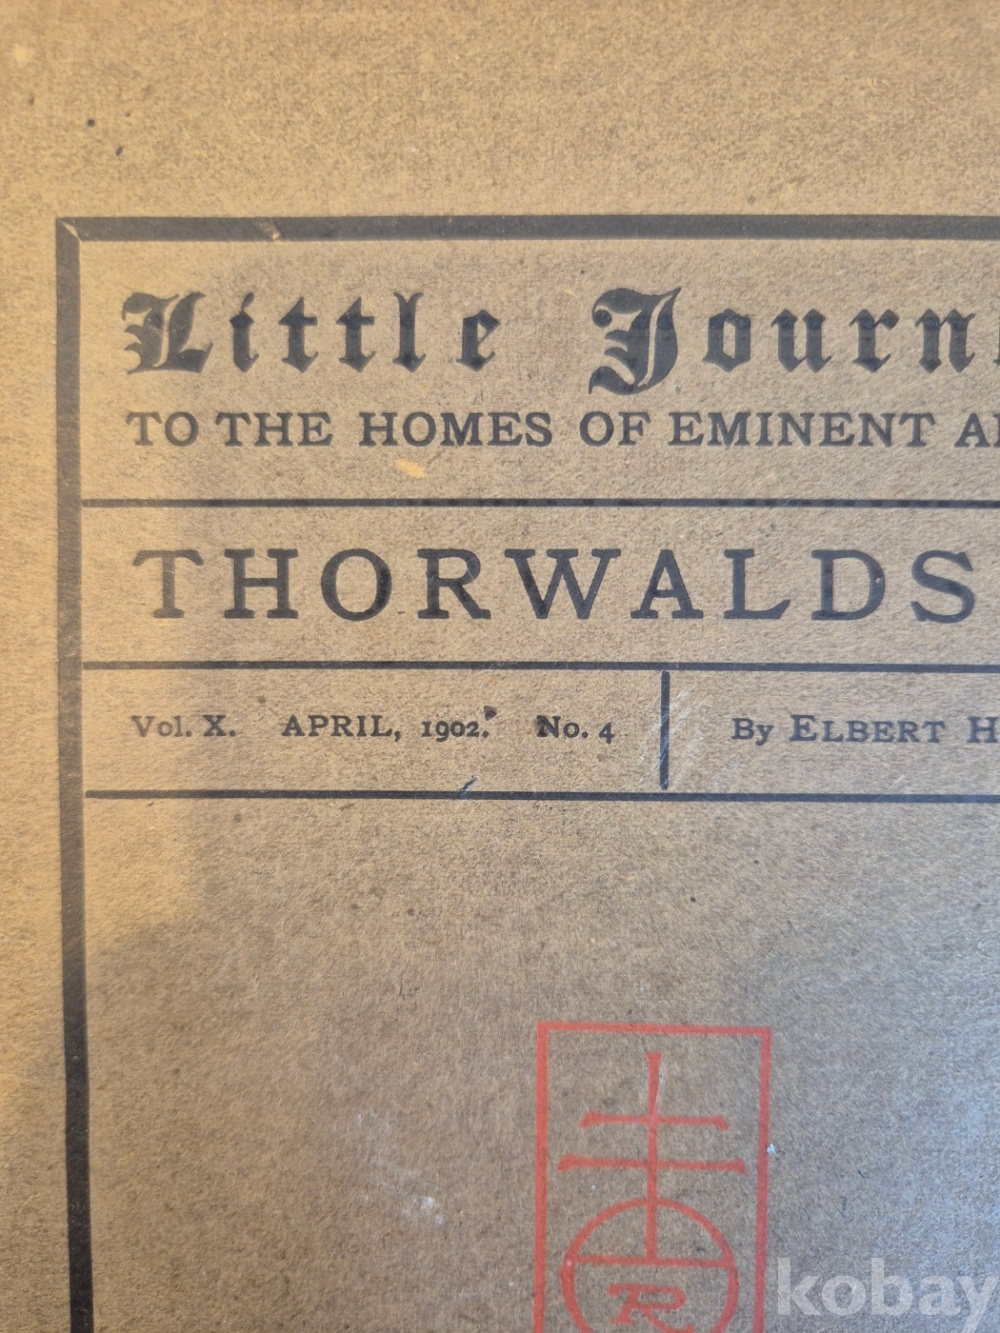 Little Journ
TO THE HOMES OF EMINENT A
THORWALDS
Vol. X. APRIL, 1902. No. 4
By ELBERT H
R
kobay